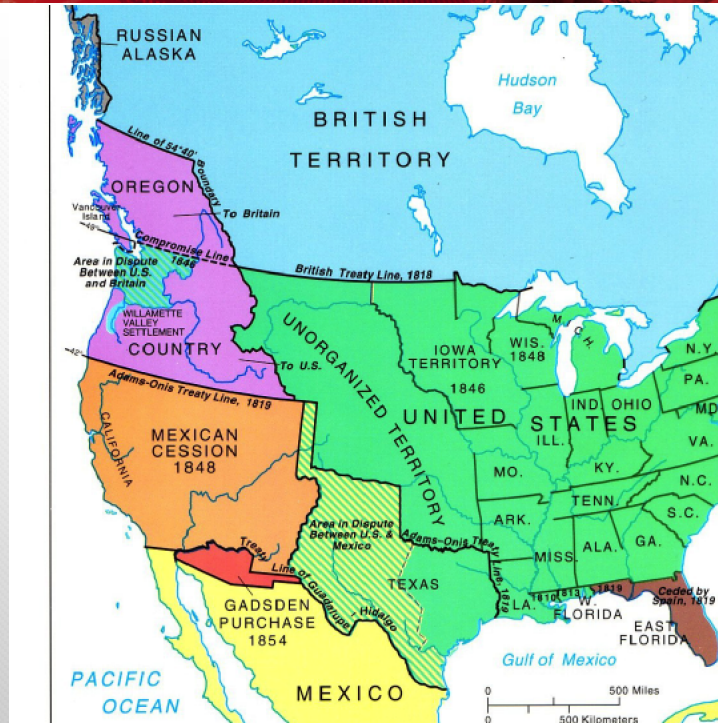 RUSSIAN
ALASKA
Hudson
Bay
BRITISH
TERRITORY
Line of 54°40'
Boundary
OREGON
Vancouver
Island
To Britain
49°
Compromise Line
1846
Area in Dispute
Between U.S.
and Britain
British Treaty Line, 1818
WILLAMETTE
VALLEY
SETTLEMENT
COUNTRY
To U.S.
42°
Adams-Onis Treaty Line, 1819
UNORGANIZED TERRITORY
IOWA
TERRITORY
1846
WIS.
1848
MICH.
N.Y.
PA.
MD
IND.
OHIO
UNITED STATES
ILL.
VA.
CALIFORNIA
MEXICAN
CESSION
1848
MO.
KY.
N.C.
TENN.
S.C.
ARK.
Area in Dispute
Between U.S. &
Mexico
Adams-Onis Treaty Line, 1819
MISS.
ALA.
GA.
Treaty
Line of Guadalupe
Hidalgo
TEXAS
LA.
1810
1813
1819
Ceded by
Spain, 1819
W.
FLORIDA
EAST
FLORIDA
GADSDEN
PURCHASE
1854
Gulf of Mexico
PACIFIC
OCEAN
MEXICO
0 500 Miles
0 500 Kilometers